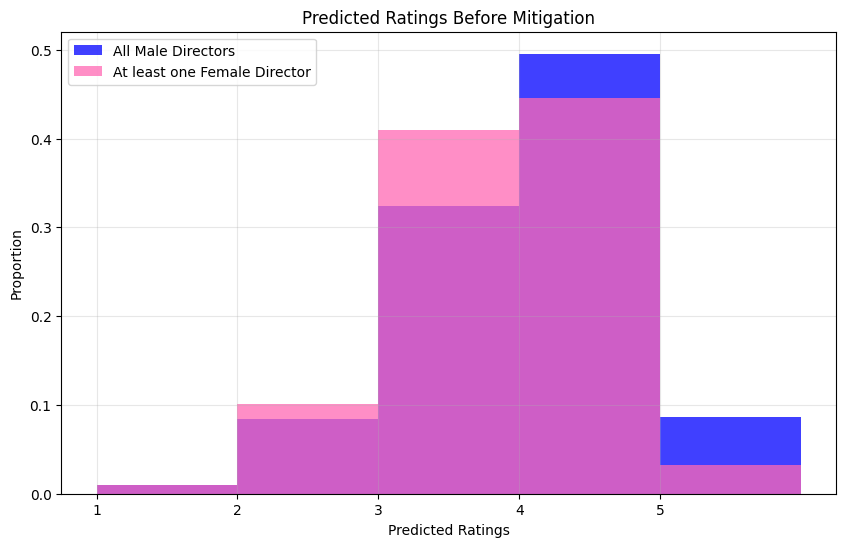 Predicted Ratings Before Mitigation
All Male Directors
At least one Female Director
0.5
0.4
0.3
0.2
0.1
0.0
Proportion
1 2 3 4 5
Predicted Ratings